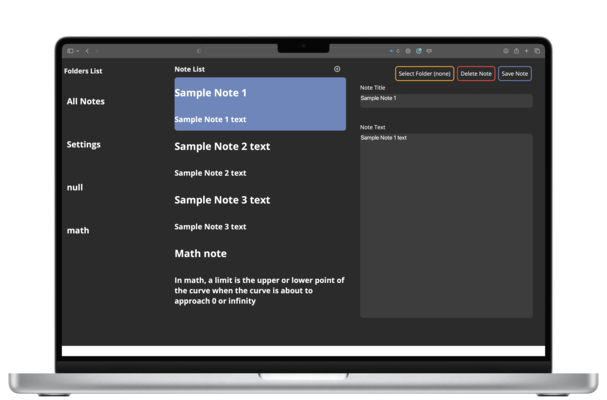 Folders List
All Notes
Settings
null
math
Note List
Sample Note 1
Sample Note 1 text
Sample Note 2 text
Sample Note 2 text
Sample Note 3 text
Sample Note 3 text
Math note
In math, a limit is the upper or lower point of
the curve when the curve is about to
approach 0 or infinity
Select Folder (none)
Delete Note
Save Note
Note Title
Sample Note 1
Note Text
Sample Note 1 text